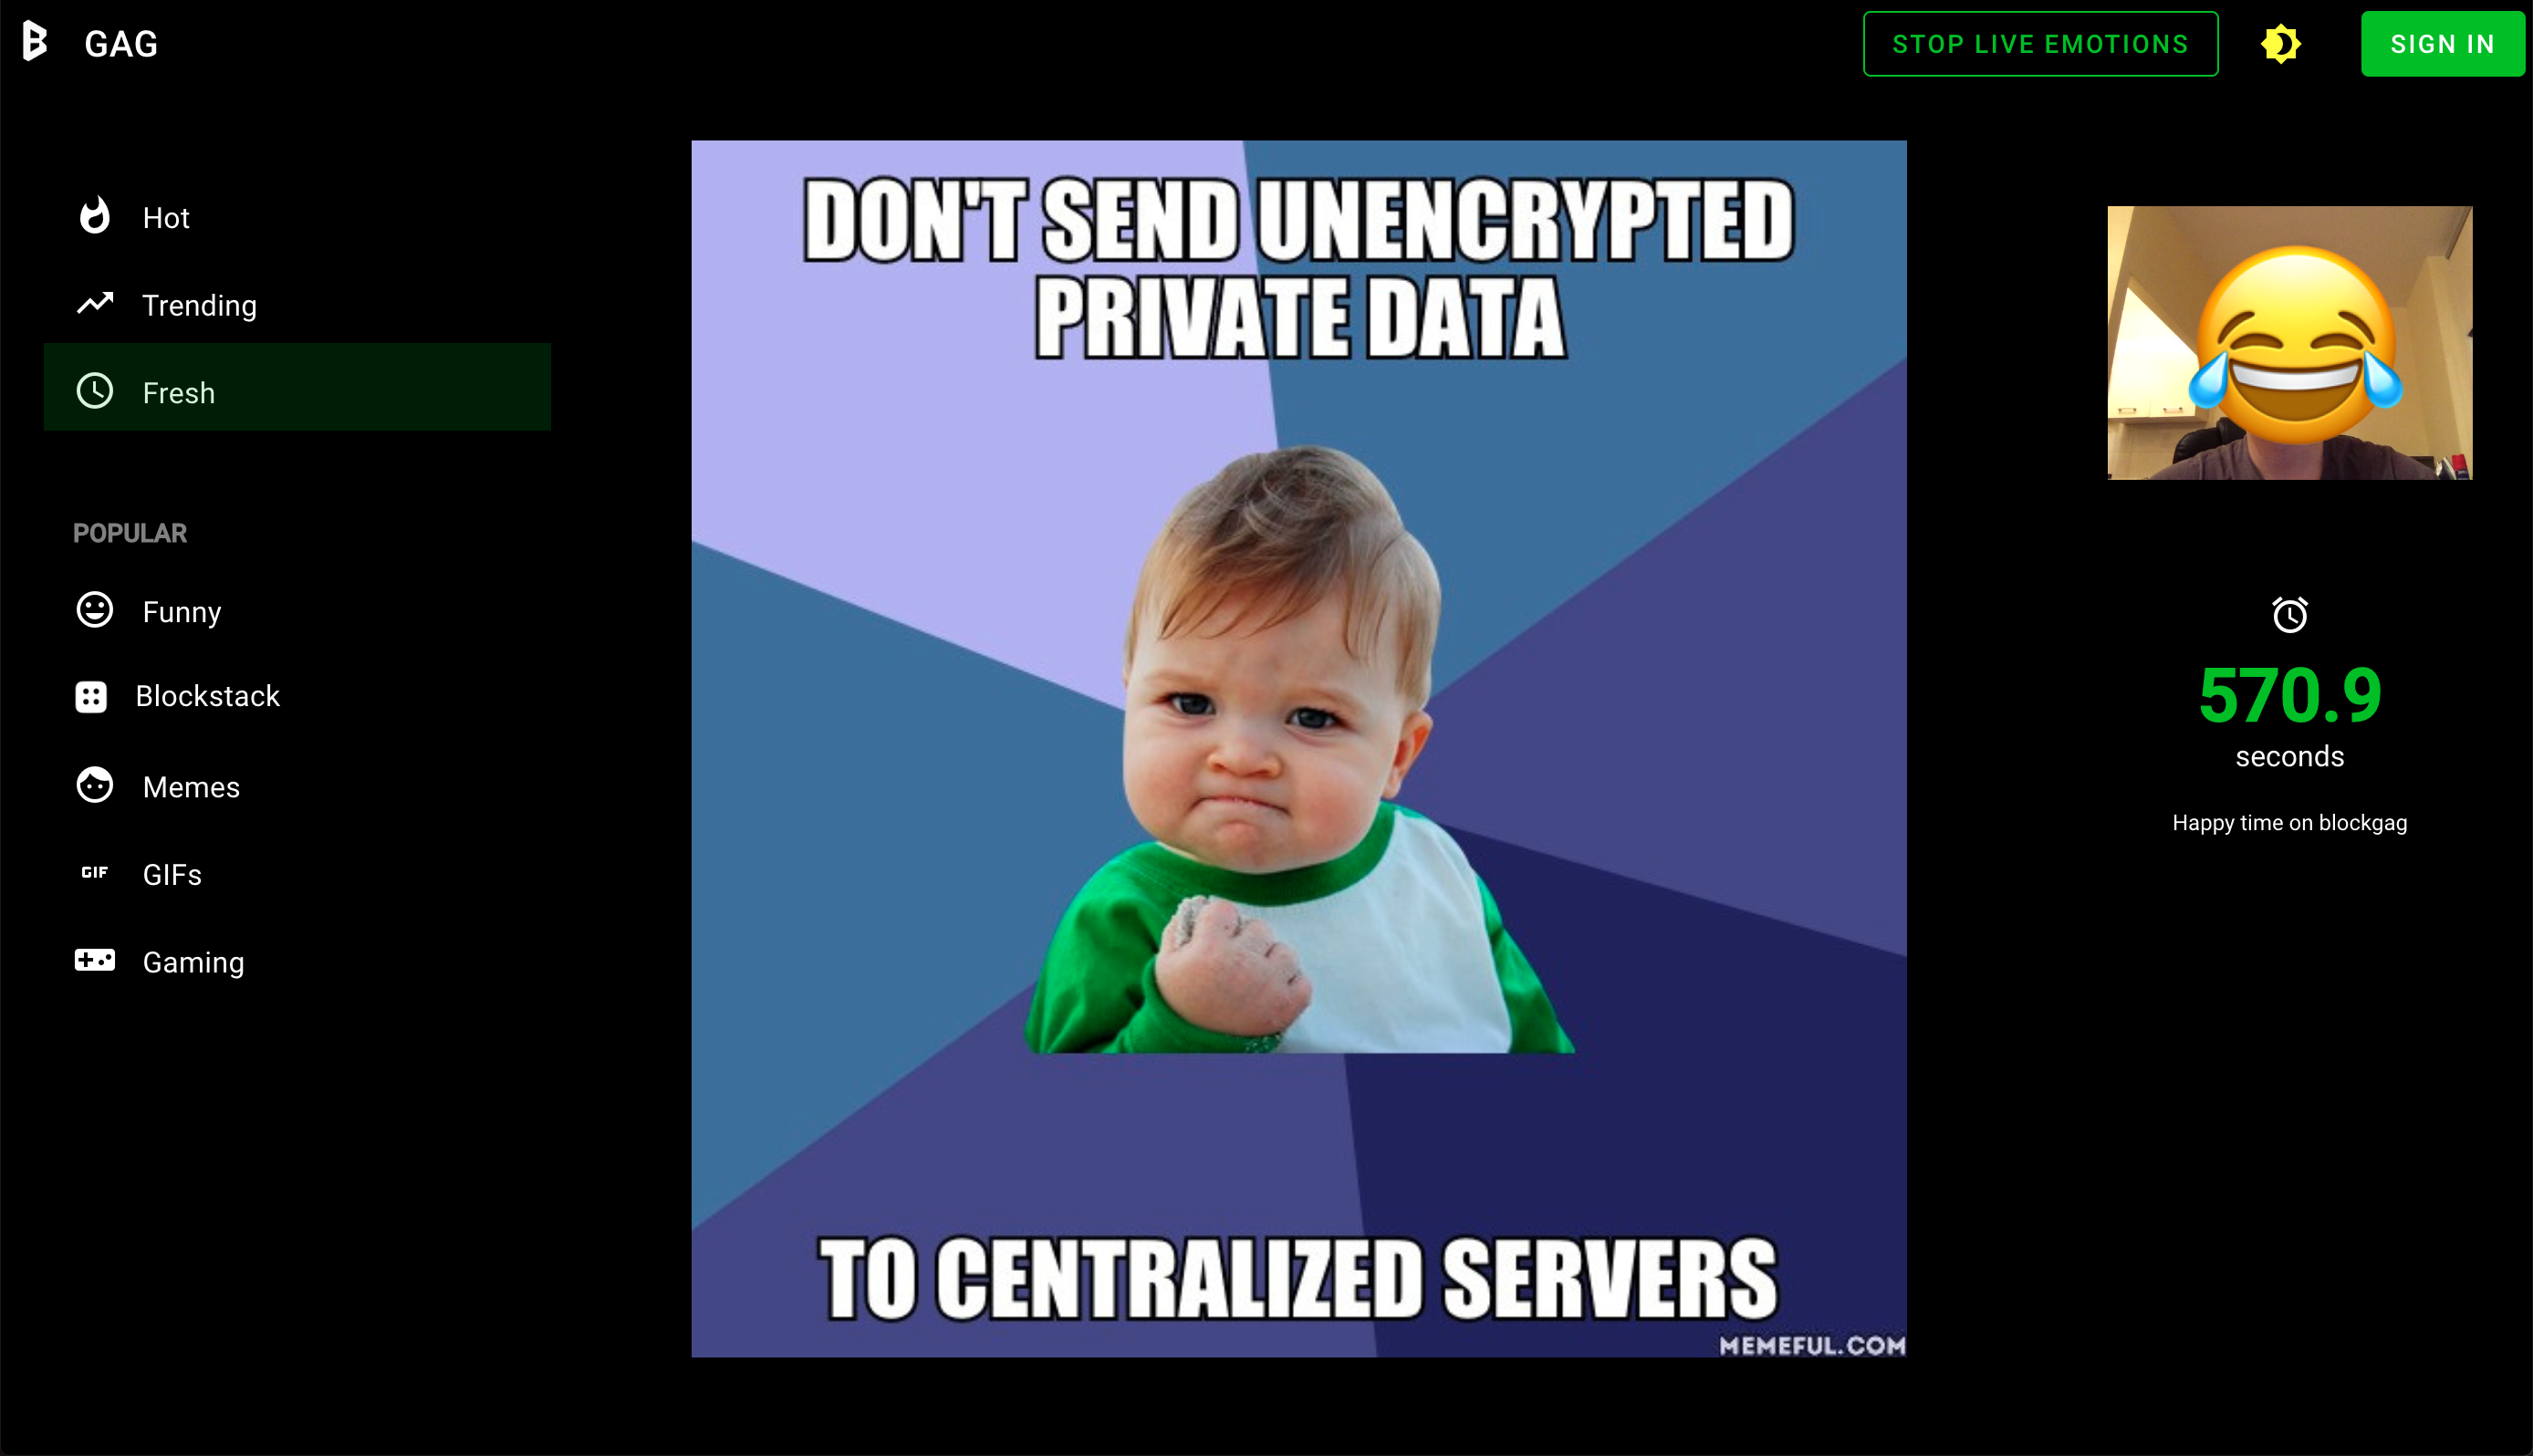 GAG
STOP LIVE EMOTIONS
SIGN IN
Hot
Trending
Fresh
POPULAR
Funny
Blockstack
Memes
GIF
GIFs
Gaming
DON'T SEND UNENCRYPTED
PRIVATE DATA
TO CENTRALIZED SERVERS
MEMEFUL.COM
570.9
seconds
Happy time on blockgag